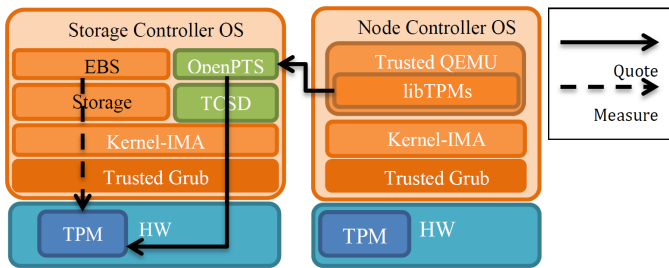 Storage Controller OS
EBS
OpenPTS
Storage
TCSD
Kernel-IMA
Trusted Grub
TPM
HW
Node Controller OS
Trusted QEMU
libTPMs
Kernel-IMA
Trusted Grub
TPM
HW
Quote
Measure